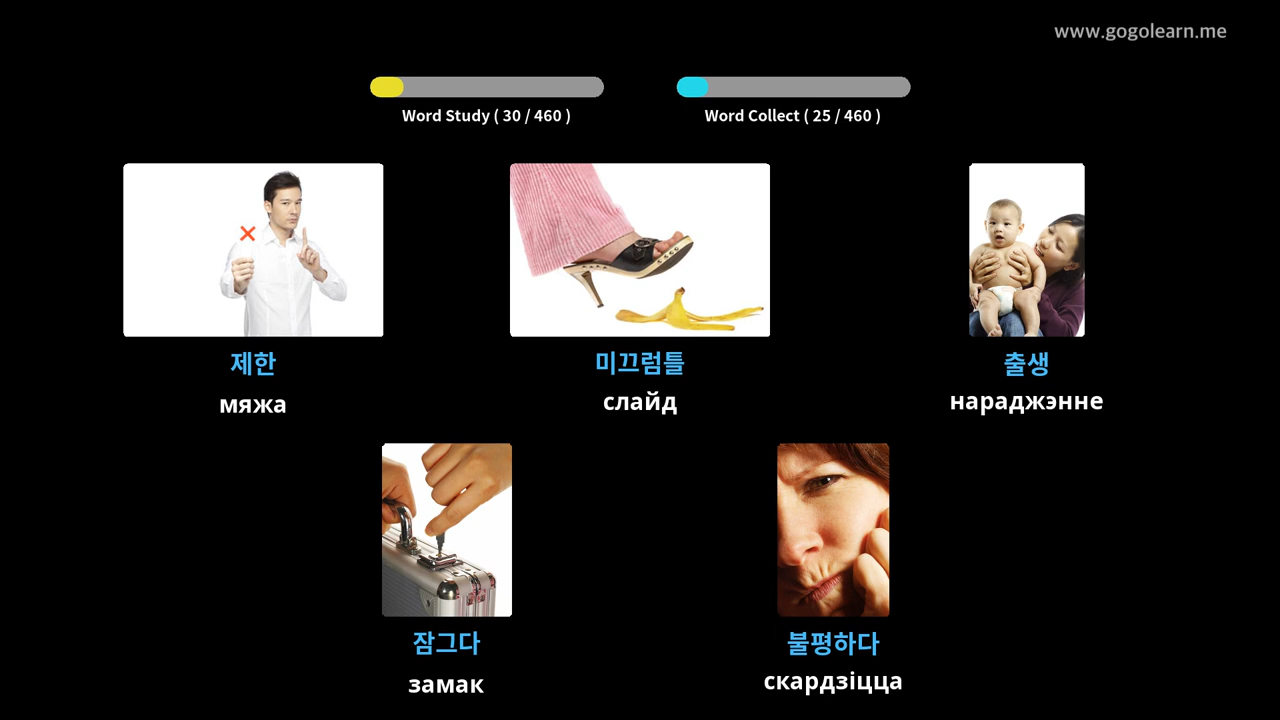 www.gogolearn.me
Word Study ( 30 / 460 )
Word Collect ( 25 / 460 )
제한
мяжа
미끄럼틀
слайд
출생
нараджэнне
잠그다
замак
불평하다
скардзіцца